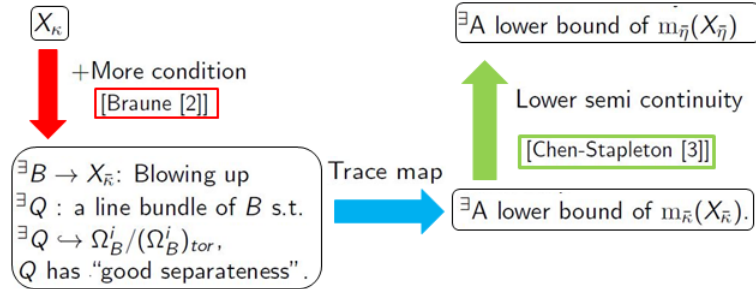 X_κ
+More condition
[Braune [2]]
∃B → X_κ̄: Blowing up
∃Q : a line bundle of B s.t.
∃Q ↪ Ω^i_B/(Ω^i_B)_tor,
Q has “good separateness”.
Trace map
∃A lower bound of m_κ̄(X_κ̄).
Lower semi continuity
[Chen-Stapleton [3]]
∃A lower bound of m_η̄(X_η̄)